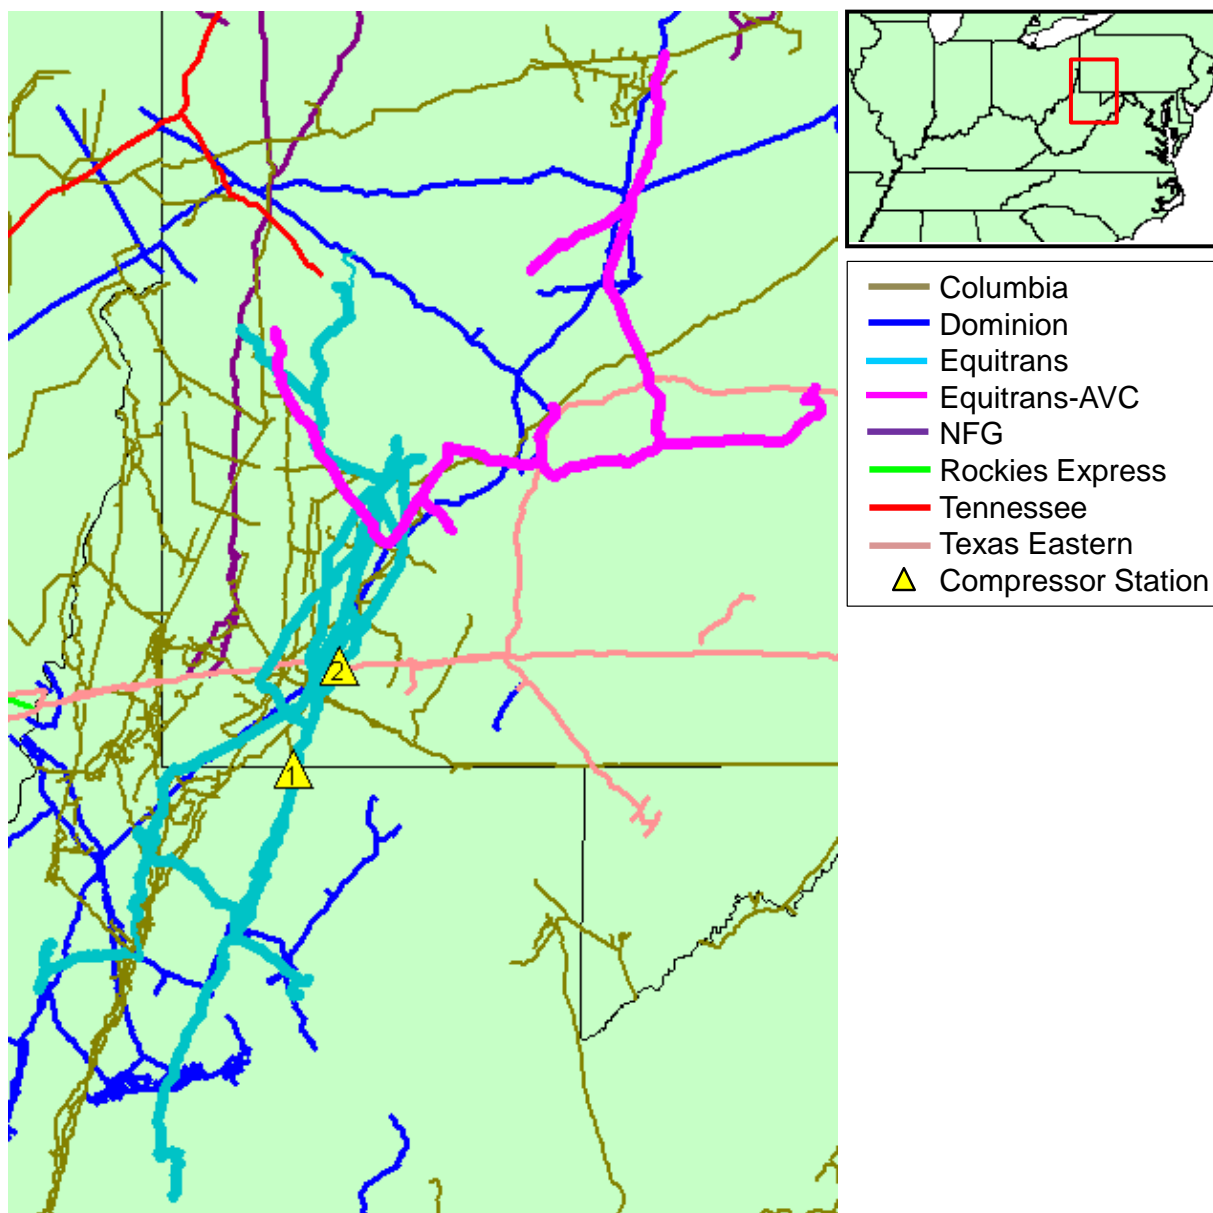 Columbia
Dominion
Equitrans
Equitrans-AVC
NFG
Rockies Express
Tennessee
Texas Eastern
Compressor Station
2
1